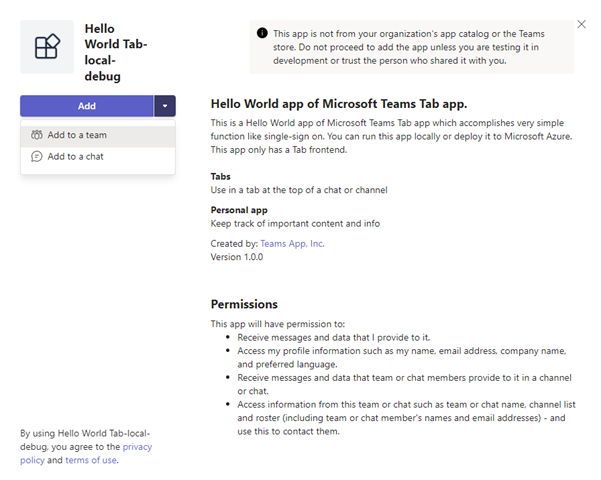 Hello
World Tab-
local-
debug
This app is not from your organization's app catalog or the Teams
store. Do not proceed to add the app unless you are testing it in
development or trust the person who shared it with you.
Add
Add to a team
Add to a chat
Hello World app of Microsoft Teams Tab app.
This is a Hello World app of Microsoft Teams Tab app which accomplishes very simple
function like single-sign on. You can run this app locally or deploy it to Microsoft Azure.
This app only has a Tab frontend.
Tabs
Use in a tab at the top of a chat or channel
Personal app
Keep track of important content and info
Created by: Teams App, Inc.
Version 1.0.0
Permissions
This app will have permission to:
• Receive messages and data that I provide to it.
• Access my profile information such as my name, email address, company name,
and preferred language.
• Receive messages and data that team or chat members provide to it in a channel
or chat.
• Access information from this team or chat such as team or chat name, channel list
and roster (including team or chat member's names and email addresses) - and
use this to contact them.
By using Hello World Tab-local-
debug, you agree to the privacy
policy and terms of use.